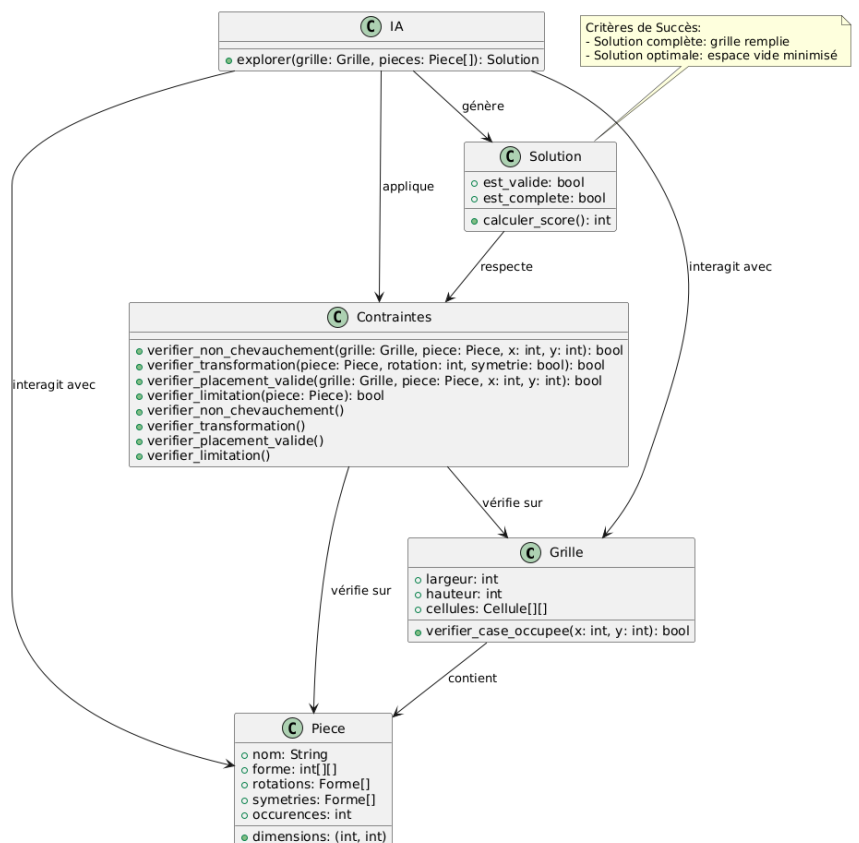 C IA
+ explorer(grille: Grille, pieces: Piece[]): Solution
Critères de Succès:
- Solution complète: grille remplie
- Solution optimale: espace vide minimisé
génère
C Solution
est_valide: bool
est_complete: bool
calculer_score(): int
applique
respecte
interagit avec
C Contraintes
verifier_non_chevauchement(grille: Grille, piece: Piece, x: int, y: int): bool
verifier_transformation(piece: Piece, rotation: int, symetrie: bool): bool
verifier_placement_valide(grille: Grille, piece: Piece, x: int, y: int): bool
verifier_limitation(piece: Piece): bool
verifier_non_chevauchement()
verifier_transformation()
verifier_placement_valide()
verifier_limitation()
interagit avec
vérifie sur
C Grille
largeur: int
hauteur: int
cellules: Cellule[][]
verifier_case_occupee(x: int, y: int): bool
vérifie sur
contient
C Piece
nom: String
forme: int[][]
rotations: Forme[]
symetries: Forme[]
occurences: int
dimensions: (int, int)